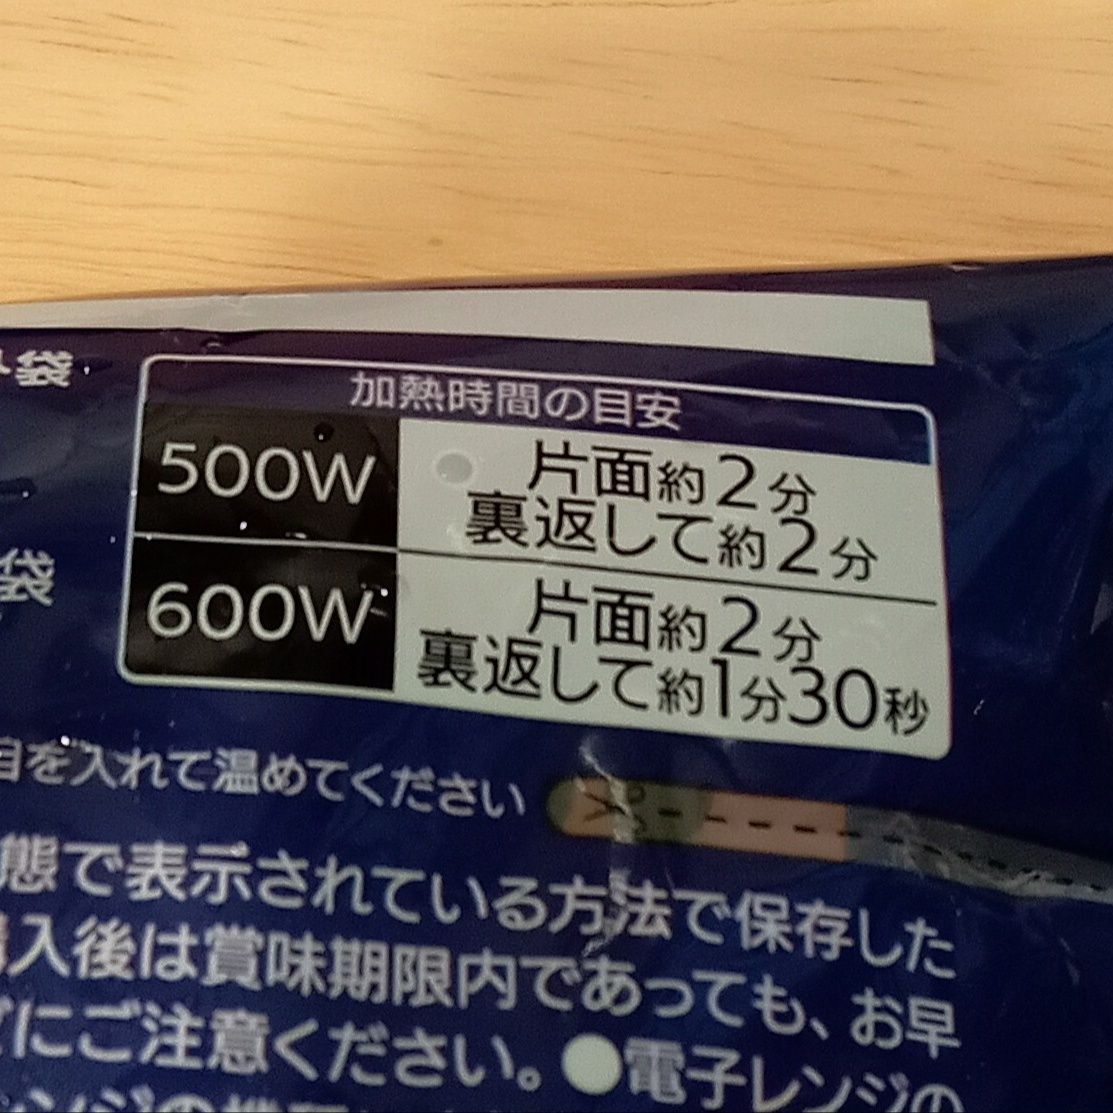 袋
加熱時間の目安
500W
片面約2分
裏返して約2分
袋
600W
片面約2分
裏返して約1分30秒
目を入れて温めてください
態で表示されている方法で保存した
入後は賞味期限内であっても、お早
にご注意ください。●電子レンジの